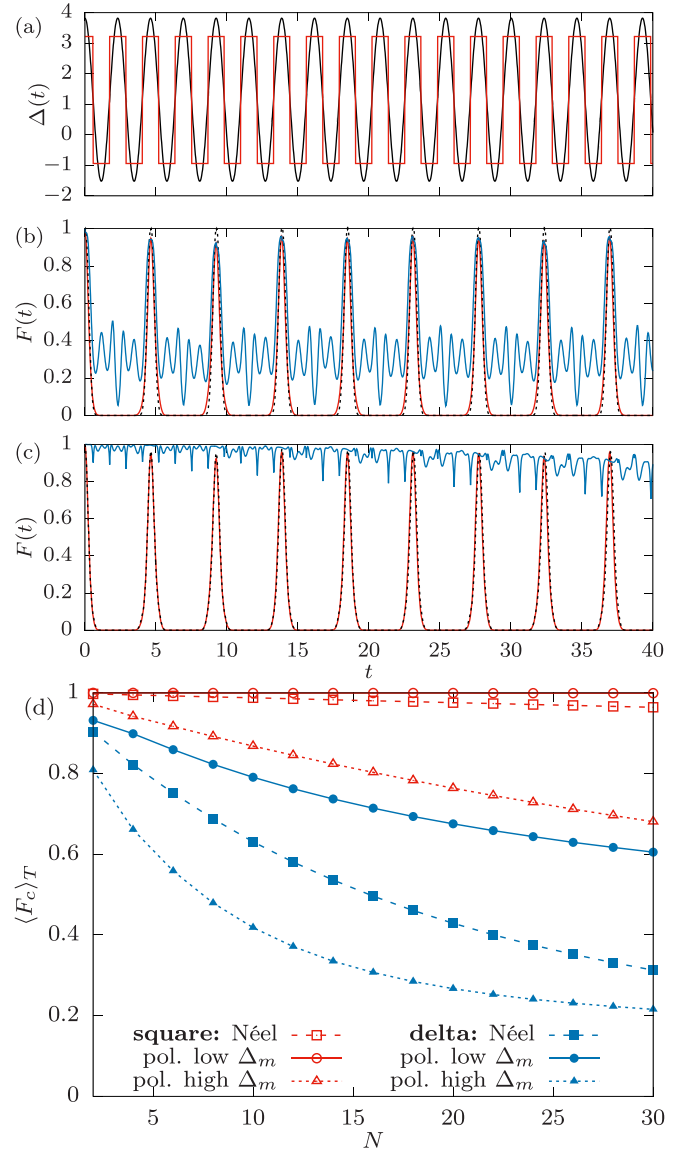 (a)
4
3
2
1
0
−1
−2
Δ(t)
(b)
1
0.8
0.6
0.4
0.2
0
F(t)
(c)
1
0.8
0.6
0.4
0.2
0
F(t)
0 5 10 15 20 25 30 35 40
t
(d)
1
0.8
0.6
0.4
0.2
0
⟨F_c⟩_T
square: Néel
pol. low Δ_m
pol. high Δ_m
delta: Néel
pol. low Δ_m
pol. high Δ_m
5 10 15 20 25 30
N